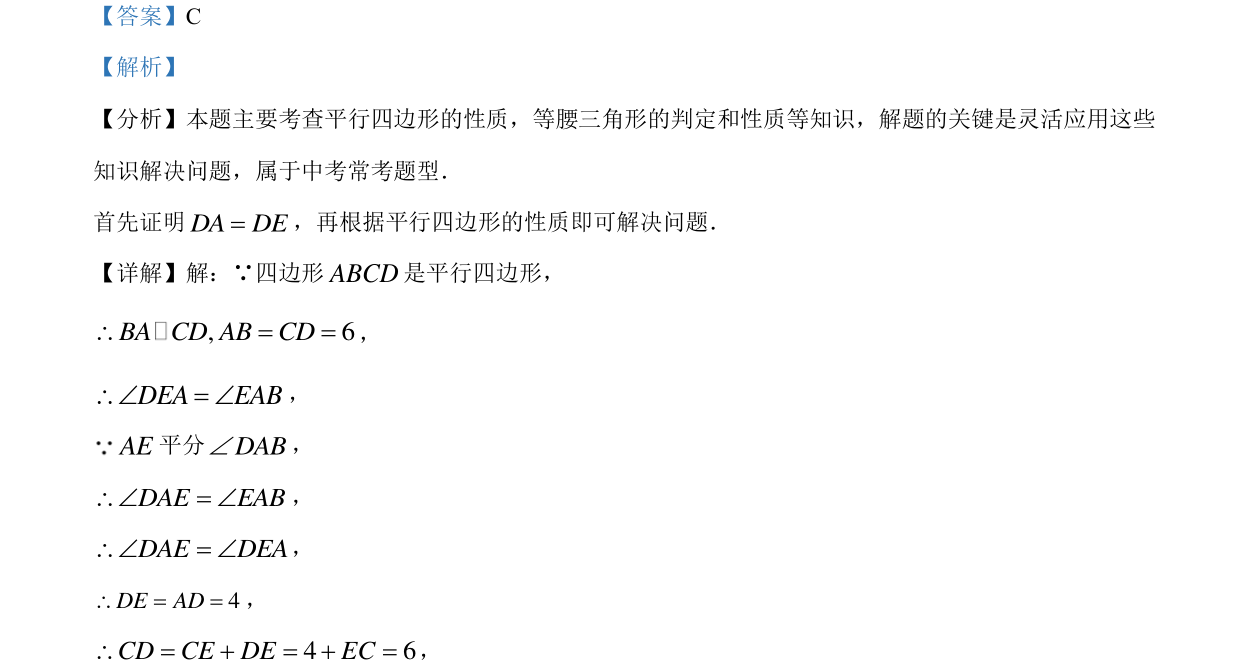 【答案】C
【解析】
【分析】本题主要考查平行四边形的性质，等腰三角形的判定和性质等知识，解题的关键是灵活应用这些
知识解决问题，属于中考常考题型．
首先证明 DA = DE ，再根据平行四边形的性质即可解决问题．
【详解】解：∵四边形 ABCD 是平行四边形，
∴ BA□CD, AB = CD = 6，
∴ ∠DEA = ∠EAB ，
∵ AE 平分 ∠DAB ，
∴ ∠DAE = ∠EAB ，
∴ ∠DAE = ∠DEA ，
∴ DE = AD = 4 ，
∴ CD = CE + DE = 4 + EC = 6，